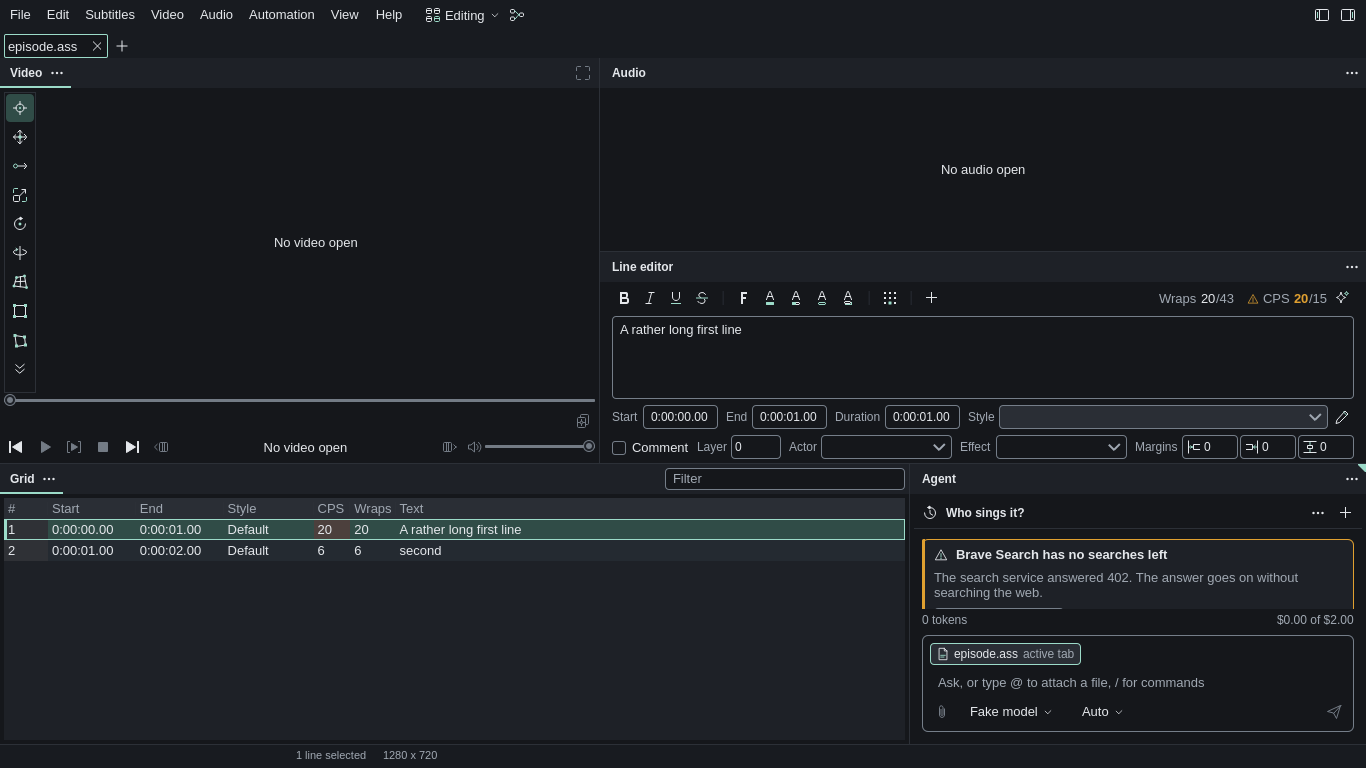 File Edit Subtitles Video Audio Automation View Help Editing
episode.ass
Video
Audio
No video open
No audio open
Line editor
B I U S F A A A A Wraps 20/43 CPS 20/15
A rather long first line
Start 0:00:00.00 End 0:00:01.00 Duration 0:00:01.00 Style
No video open
Comment Layer 0 Actor Effect Margins 0 0 0
Grid
Filter
# Start End Style CPS Wraps Text
1 0:00:00.00 0:00:01.00 Default 20 20 A rather long first line
2 0:00:01.00 0:00:02.00 Default 6 6 second
Agent
Who sings it?
Brave Search has no searches left
The search service answered 402. The answer goes on without
searching the web.
0 tokens $0.00 of $2.00
episode.ass active tab
Ask, or type @ to attach a file, / for commands
Fake model Auto
1 line selected 1280 x 720